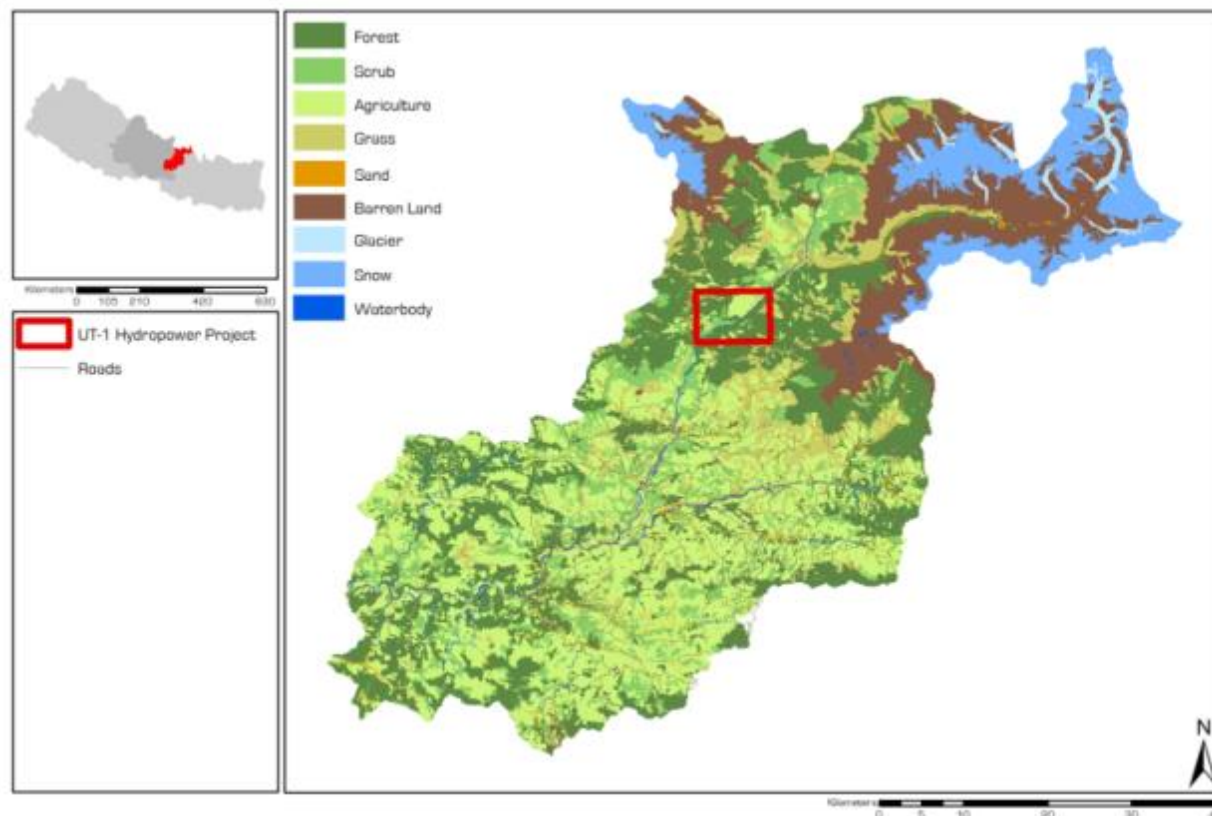 Forest
Scrub
Agriculture
Grass
Sand
Barren Land
Glacier
Snow
Waterbody
Kilometers
0 105 210 420 630
UT-1 Hydropower Project
Roads
N
Kilometers
0 5 10 20 30